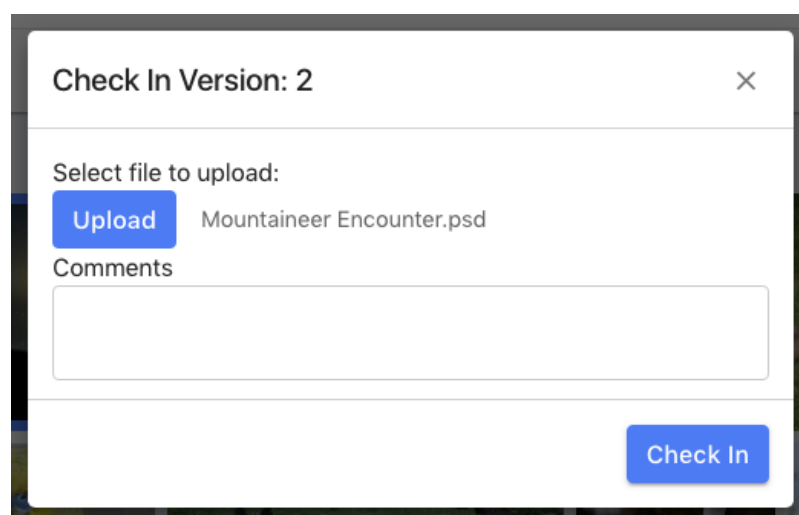 Check In Version: 2
Select file to upload:
Upload Mountaineer Encounter.psd
Comments
Check In